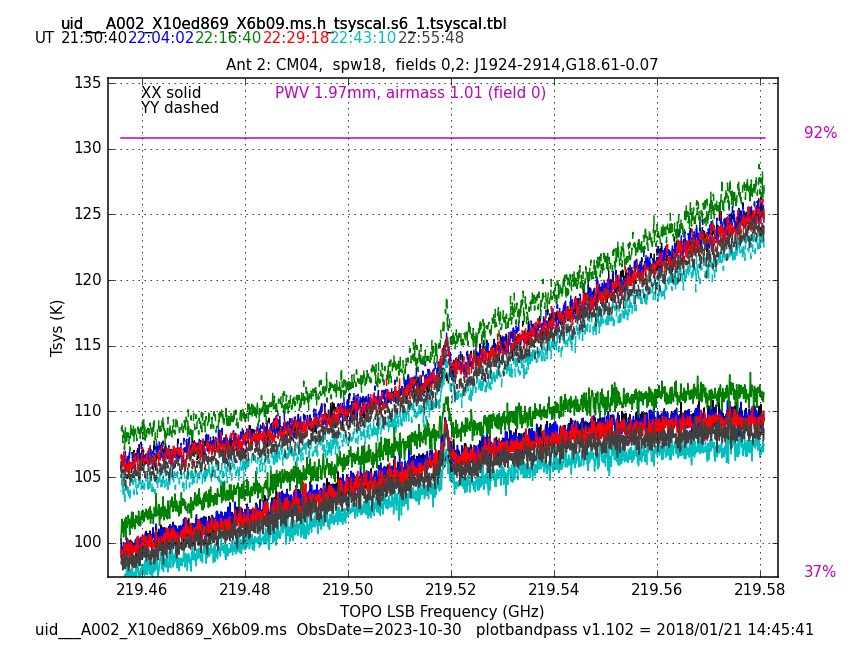 uid___A002_X10ed869_X6b09.ms.h_tsyscal.s6_1.tsyscal.tbl
UT 21:50:40 22:04:02 22:16:40 22:29:18 22:43:10 22:55:48
Ant 2: CM04,  spw18,  fields 0,2: J1924-2914,G18.61-0.07
XX solid
YY dashed
PWV 1.97mm, airmass 1.01 (field 0)
92%
37%
135
130
125
120
115
110
105
100
Tsys (K)
219.46 219.48 219.50 219.52 219.54 219.56 219.58
TOPO LSB Frequency (GHz)
uid___A002_X10ed869_X6b09.ms  ObsDate=2023-10-30   plotbandpass v1.102 = 2018/01/21 14:45:41